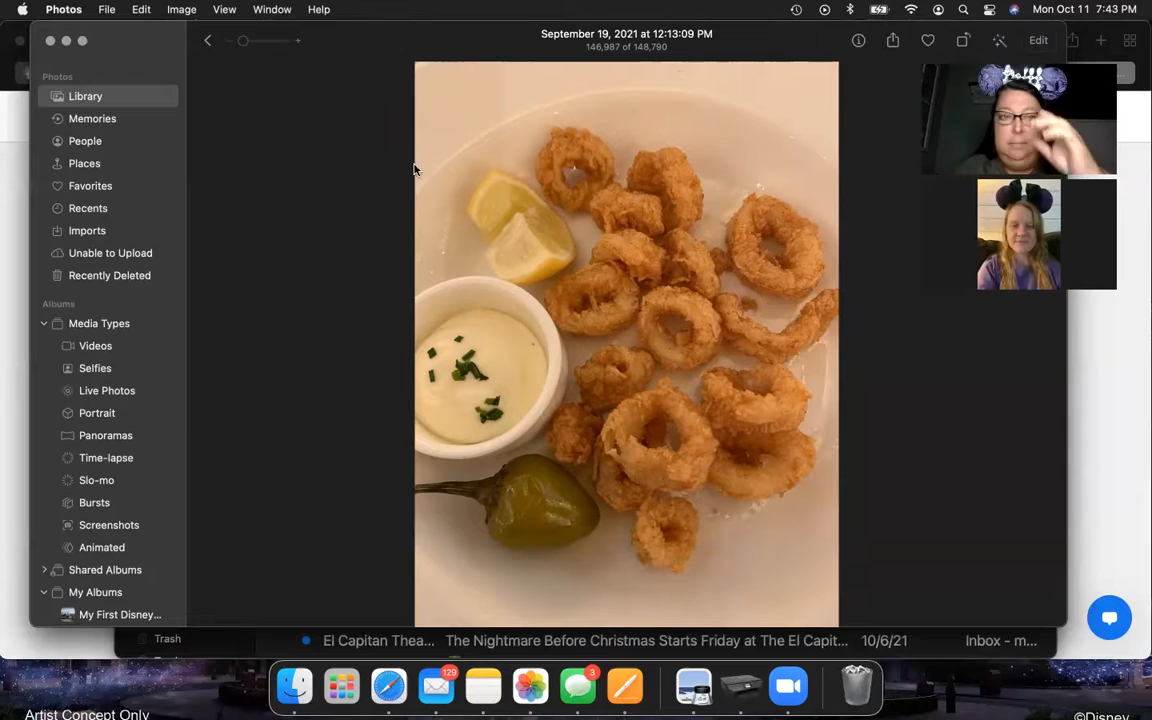 Photos File Edit Image View Window Help Mon Oct 11 7:43 PM
September 19, 2021 at 12:13:09 PM
146,987 of 148,790
Edit
Photos
Library
Memories
People
Places
Favorites
Recents
Imports
Unable to Upload
Recently Deleted
Albums
Media Types
Videos
Selfies
Live Photos
Portrait
Panoramas
Time-lapse
Slo-mo
Bursts
Screenshots
Animated
Shared Albums
My Albums
My First Disney...
Trash El Capitan Thea... The Nightmare Before Christmas Starts Friday at The El Capit... 10/6/21 Inbox - m...
129
3
Artist Concept Only ©Disney